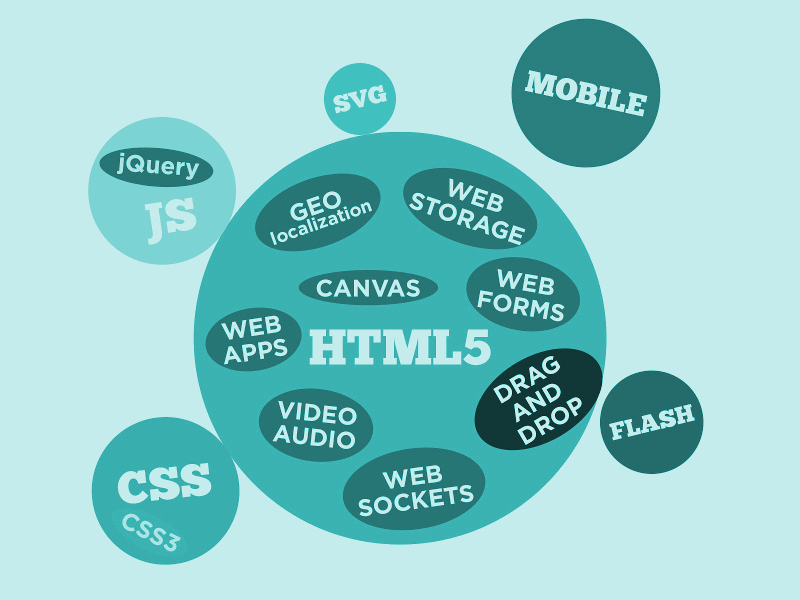 SVG
MOBILE
jQuery
JS
GEO
localization
WEB
STORAGE
CANVAS
WEB
FORMS
WEB
APPS
HTML5
DRAG
AND
DROP
VIDEO
AUDIO
FLASH
WEB
SOCKETS
CSS
CSS3